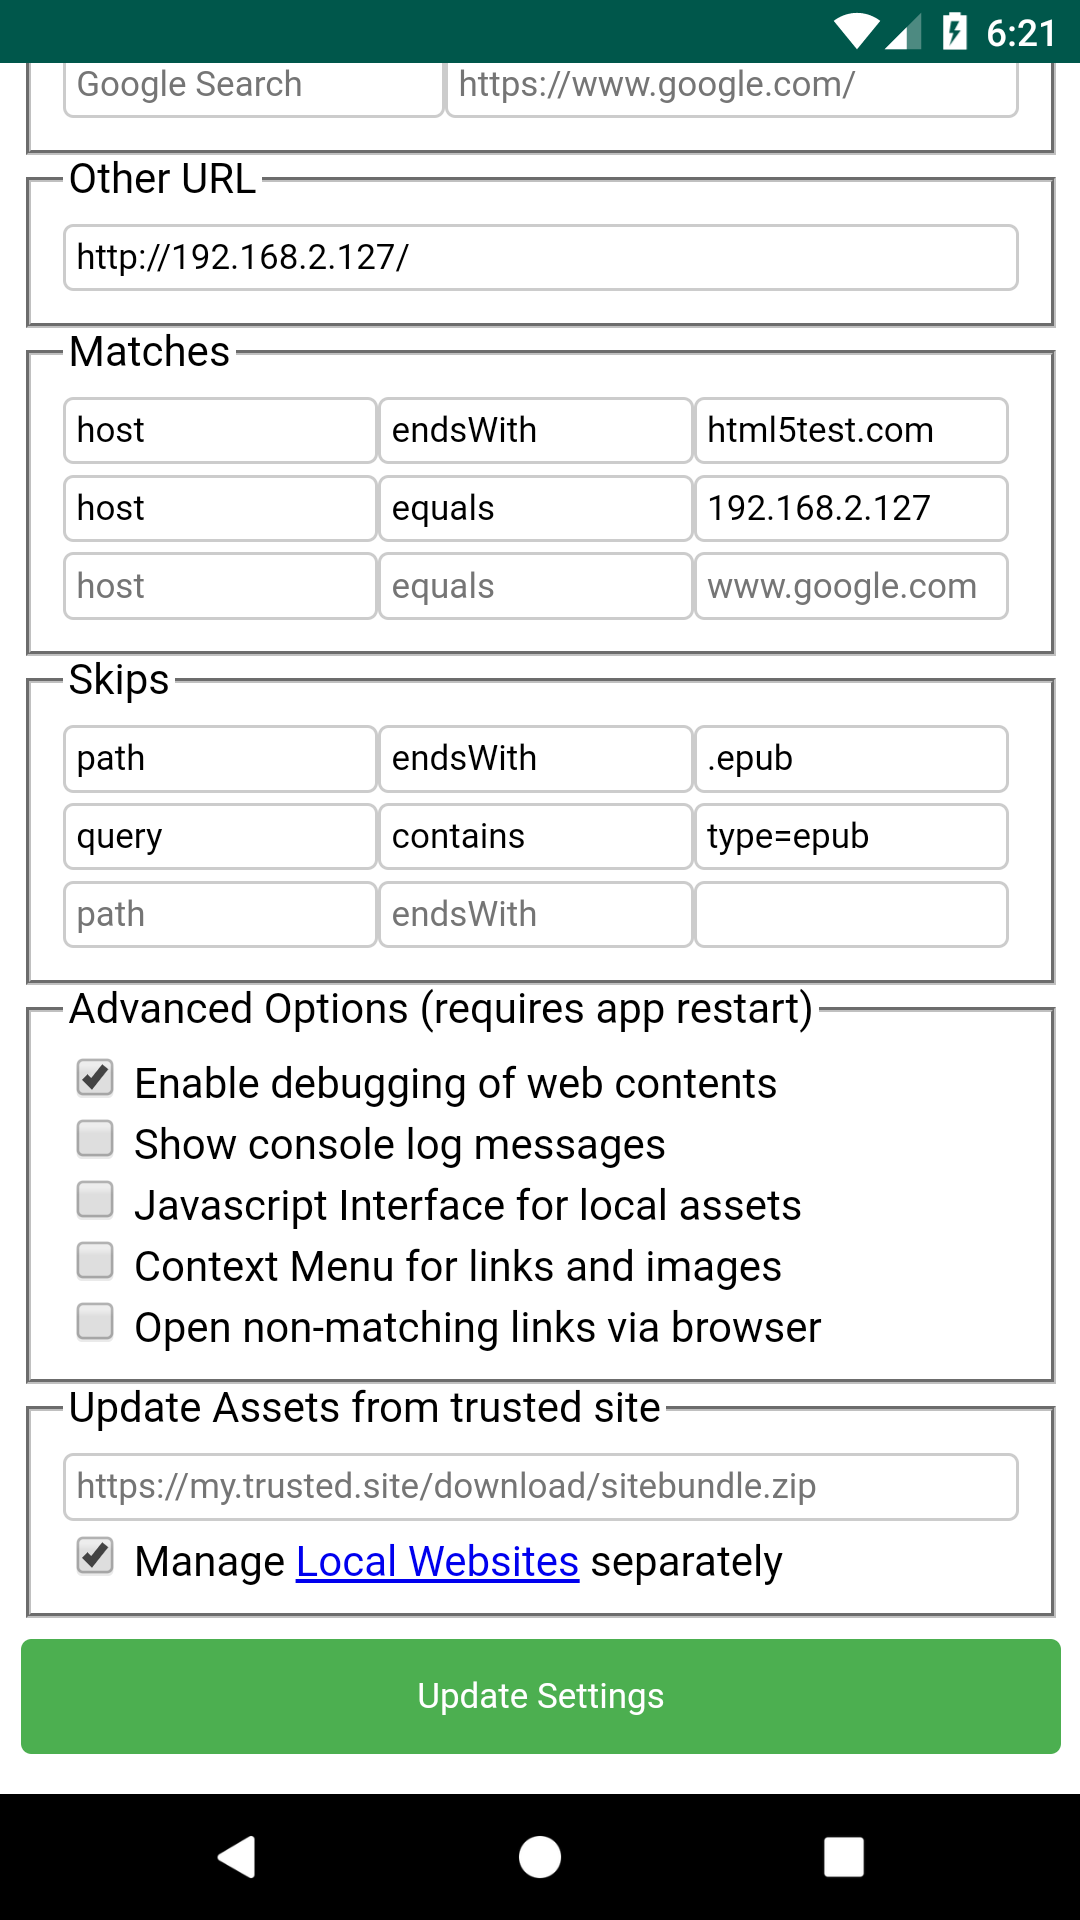 6:21
Google Search https://www.google.com/
Other URL
http://192.168.2.127/
Matches
host endsWith html5test.com
host equals 192.168.2.127
host equals www.google.com
Skips
path endsWith .epub
query contains type=epub
path endsWith
Advanced Options (requires app restart)
Enable debugging of web contents
Show console log messages
Javascript Interface for local assets
Context Menu for links and images
Open non-matching links via browser
Update Assets from trusted site
https://my.trusted.site/download/sitebundle.zip
Manage Local Websites separately
Update Settings